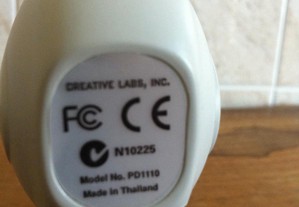 CREATIVE LABS, INC.
FC CE
N10225
Model No. PD1110
Made in Thailand